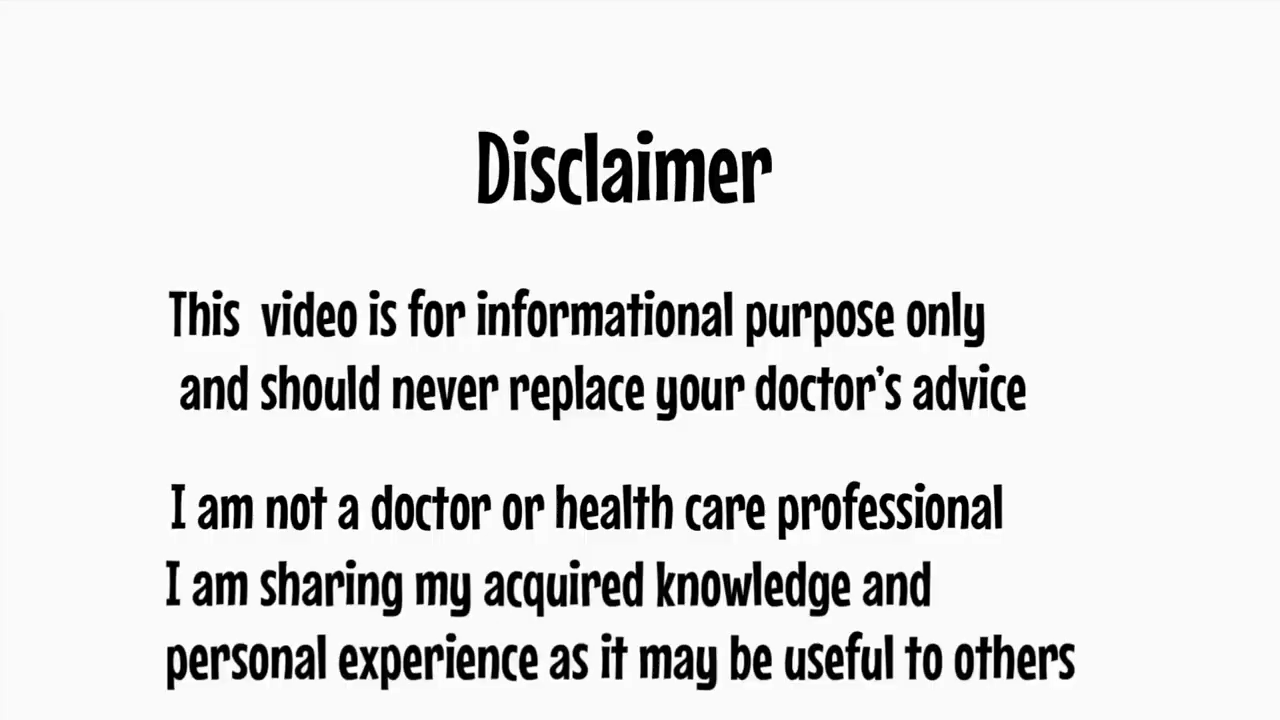 Disclaimer
This video is for informational purpose only
and should never replace your doctor's advice
I am not a doctor or health care professional
I am sharing my acquired knowledge and
personal experience as it may be useful to others